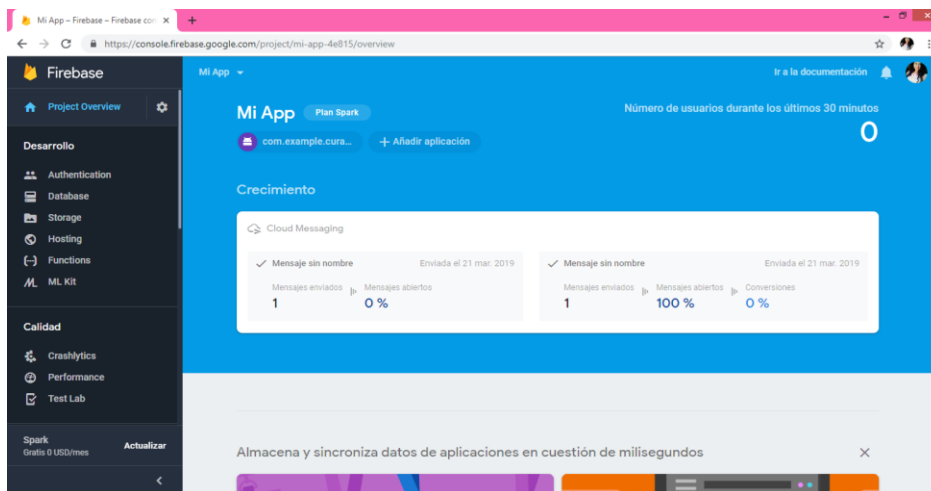 Mi App – Firebase – Firebase con
https://console.firebase.google.com/project/mi-app-4e815/overview
Firebase
Mi App
Ir a la documentación
Project Overview
Mi App
Plan Spark
Número de usuarios durante los últimos 30 minutos
0
com.example.cura...
+ Añadir aplicación
Desarrollo
Authentication
Database
Storage
Hosting
Functions
ML Kit
Crecimiento
Cloud Messaging
Mensaje sin nombre
Enviada el 21 mar. 2019
Mensajes enviados
1
Mensajes abiertos
0 %
Mensaje sin nombre
Enviada el 21 mar. 2019
Mensajes enviados
1
Mensajes abiertos
100 %
Conversiones
0 %
Calidad
Crashlytics
Performance
Test Lab
Spark
Gratis 0 USD/mes
Actualizar
Almacena y sincroniza datos de aplicaciones en cuestión de milisegundos